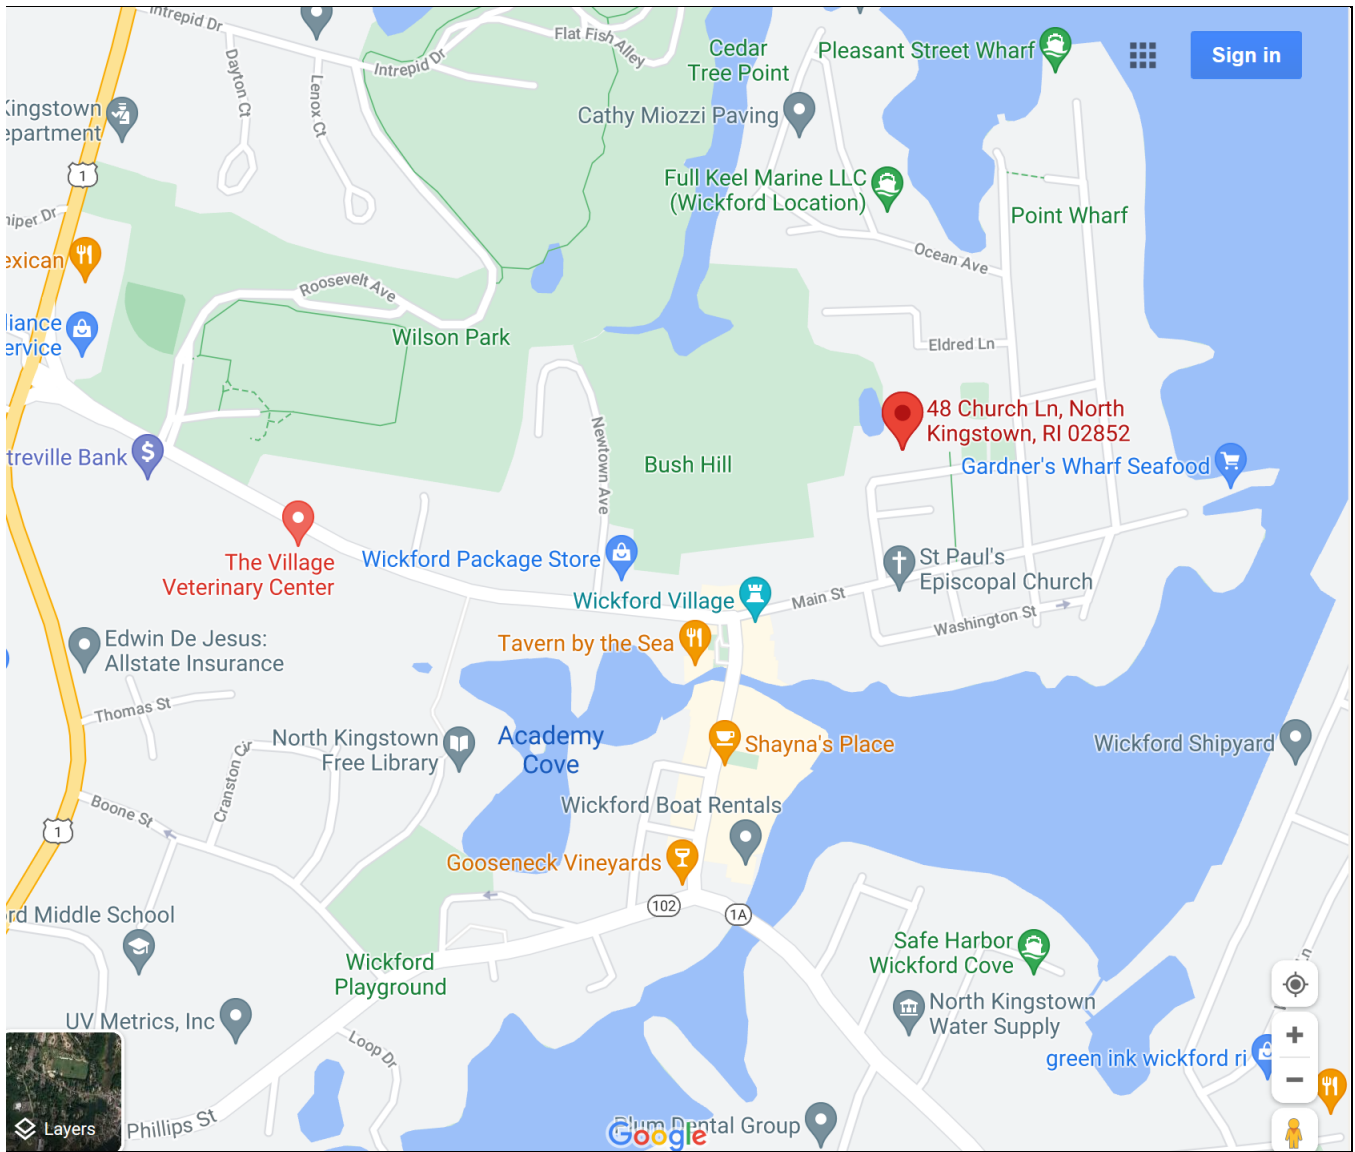 Intrepid Dr
Flat Fish Alley
Cedar
Tree Point
Pleasant Street Wharf
Sign in
Intrepid Dr
Dayton Ct
Lenox Ct
Kingstown
epartment
Cathy Miozzi Paving
1
Full Keel Marine LLC
(Wickford Location)
niper Dr
Point Wharf
exican
Ocean Ave
Roosevelt Ave
liance
ervice
Wilson Park
Eldred Ln
48 Church Ln, North
Kingstown, RI 02852
Newtown Ave
treville Bank
$
Bush Hill
Gardner's Wharf Seafood
The Village
Veterinary Center
Wickford Package Store
St Paul's
Episcopal Church
Wickford Village
Main St
Washington St
Tavern by the Sea
Edwin De Jesus:
Allstate Insurance
Thomas St
North Kingstown
Free Library
Academy
Cove
Shayna's Place
Wickford Shipyard
Cranston Cir
Boone St
Wickford Boat Rentals
1
Gooseneck Vineyards
102
1A
rd Middle School
Safe Harbor
Wickford Cove
Wickford
Playground
Ln
North Kingstown
Water Supply
UV Metrics, Inc
Loop Dr
green ink wickford ri
+
−
Layers
Phillips St
Plum Dental Group
Google